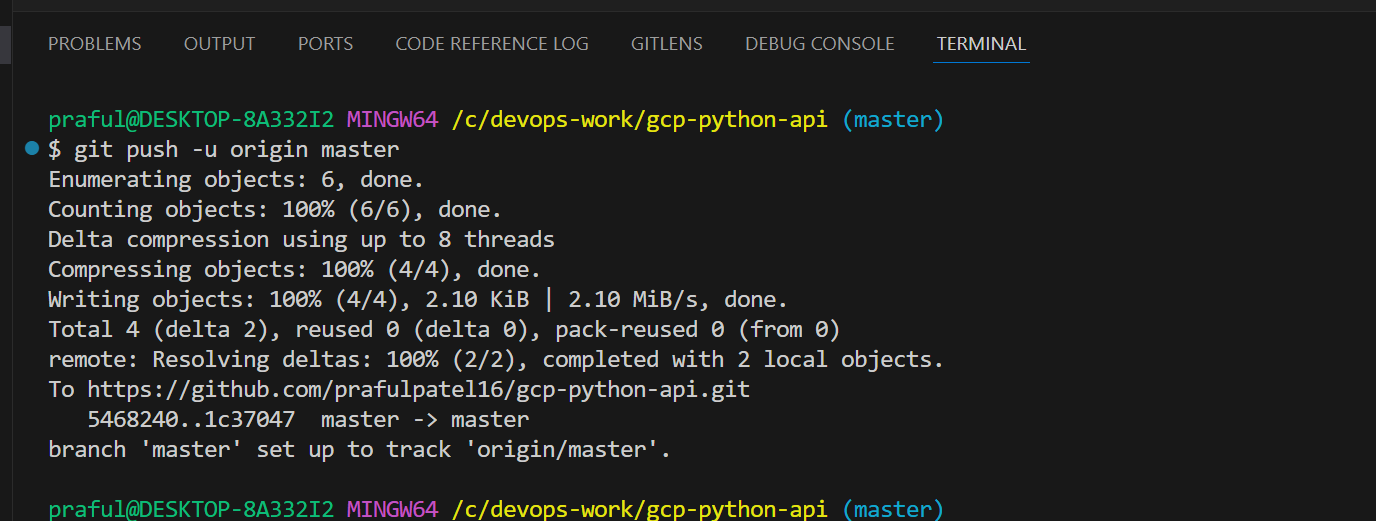 PROBLEMS OUTPUT PORTS CODE REFERENCE LOG GITLENS DEBUG CONSOLE TERMINAL
praful@DESKTOP-8A332I2 MINGW64 /c/devops-work/gcp-python-api (master)
$ git push -u origin master
Enumerating objects: 6, done.
Counting objects: 100% (6/6), done.
Delta compression using up to 8 threads
Compressing objects: 100% (4/4), done.
Writing objects: 100% (4/4), 2.10 KiB | 2.10 MiB/s, done.
Total 4 (delta 2), reused 0 (delta 0), pack-reused 0 (from 0)
remote: Resolving deltas: 100% (2/2), completed with 2 local objects.
To https://github.com/prafulpatel16/gcp-python-api.git
   5468240..1c37047  master -> master
branch 'master' set up to track 'origin/master'.
praful@DESKTOP-8A332I2 MINGW64 /c/devops-work/gcp-python-api (master)